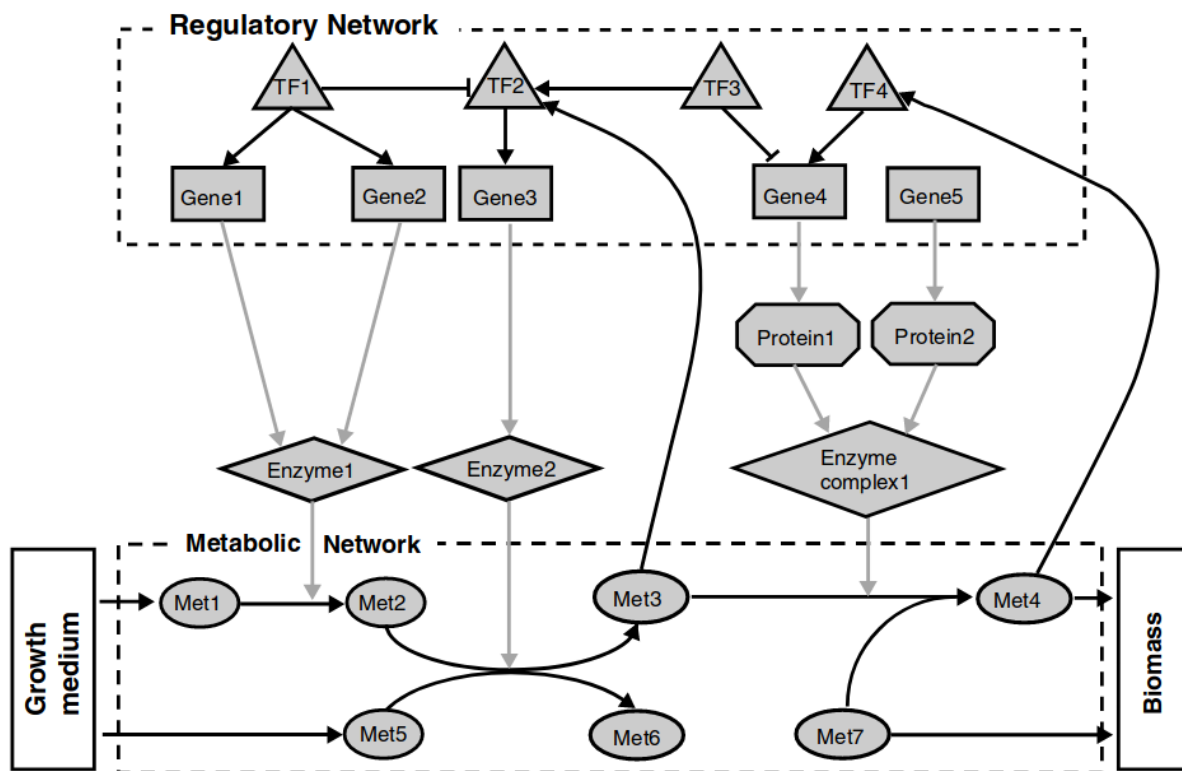 Regulatory Network
TF1
TF2
TF3
TF4
Gene1
Gene2
Gene3
Gene4
Gene5
Protein1
Protein2
Enzyme1
Enzyme2
Enzyme
complex1
Metabolic Network
Growth
medium
Met1
Met2
Met3
Met4
Met5
Met6
Met7
Biomass